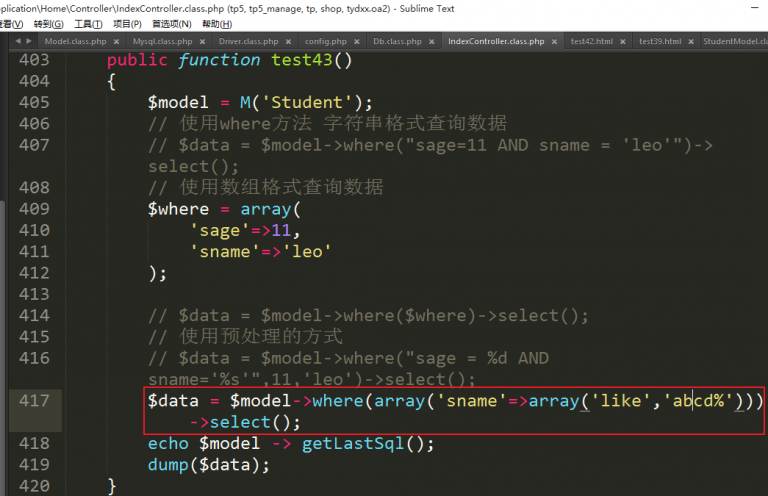 pplication\Home\Controller\IndexController.class.php (tp5, tp5_manage, tp, shop, tydxx.oa2) - Sublime Text
查看(V) 转到(G) 工具(T) 项目(P) 首选项(N) 帮助(H)
Model.class.php × Mysql.class.php × Driver.class.php × config.php × Db.class.php × IndexController.class.php × test42.html × test39.html × StudentModel.cla
403 public function test43()
404 {
405 $model = M('Student');
406 // 使用where方法 字符串格式查询数据
407 // $data = $model->where("sage=11 AND sname = 'leo'")->
select();
408 // 使用数组格式查询数据
409 $where = array(
410 'sage'=>11,
411 'sname'=>'leo'
412 );
413
414 // $data = $model->where($where)->select();
415 // 使用预处理的方式
416 // $data = $model->where("sage = %d AND
sname='%s'",11,'leo')->select();
417 $data = $model->where(array('sname'=>array('like','abcd%')))
->select();
418 echo $model -> getLastSql();
419 dump($data);
420 }